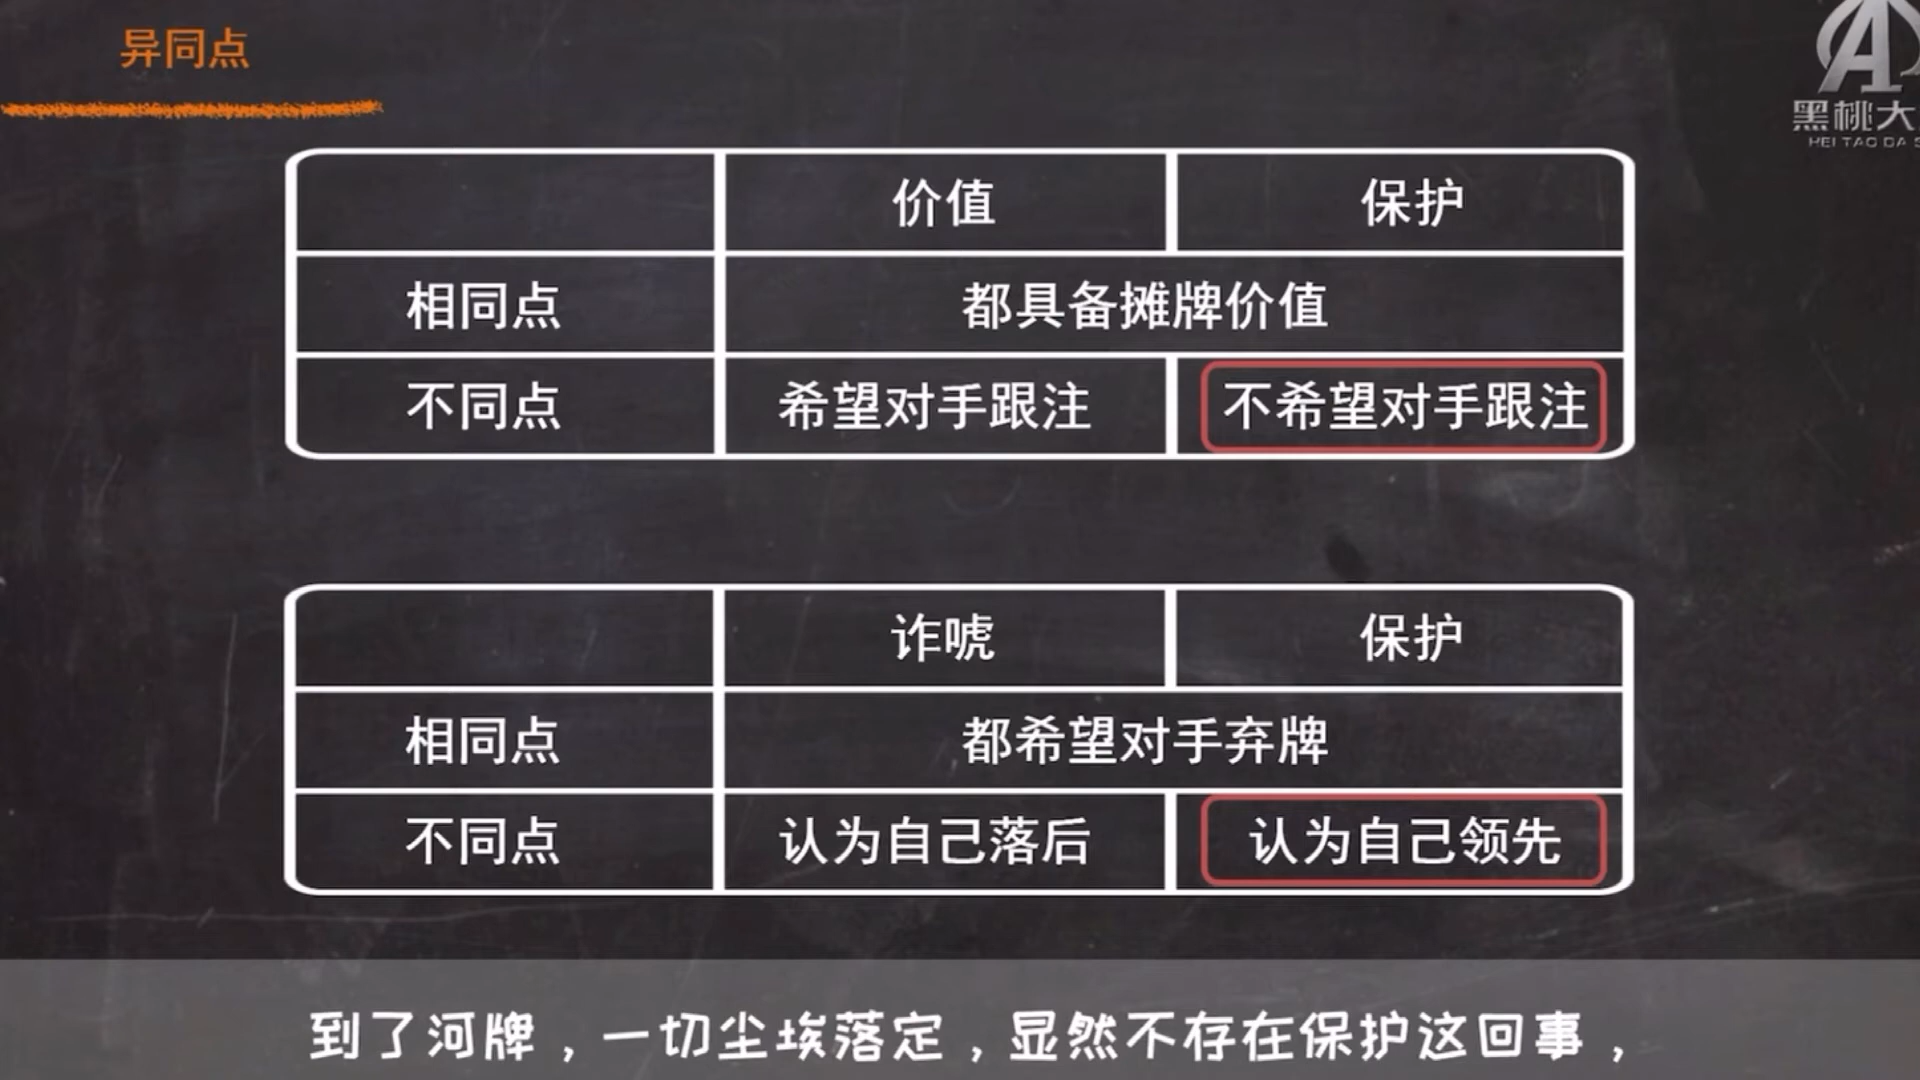 异同点
黑桃大
HEI TAO DA S
价值 保护
相同点 都具备摊牌价值
不同点 希望对手跟注 不希望对手跟注
诈唬 保护
相同点 都希望对手弃牌
不同点 认为自己落后 认为自己领先
到了河牌，一切尘埃落定，显然不存在保护这回事，